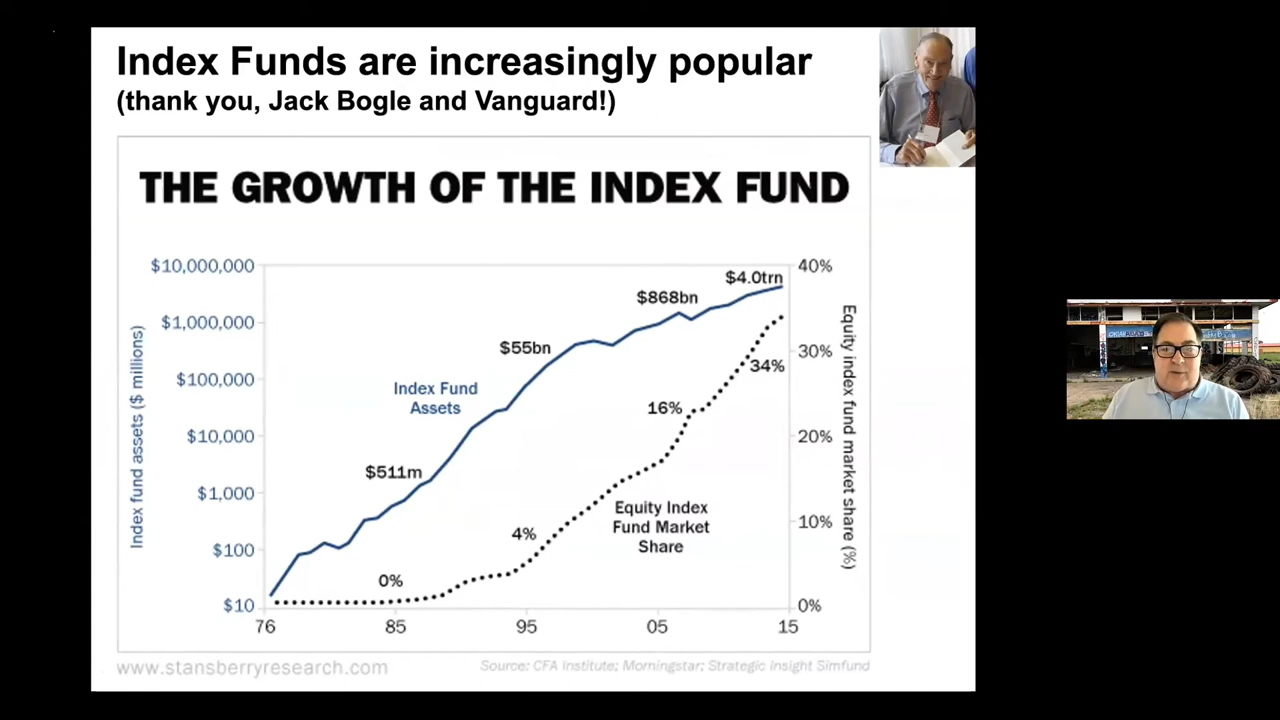 Index Funds are increasingly popular
(thank you, Jack Bogle and Vanguard!)
THE GROWTH OF THE INDEX FUND
Index fund assets ($ millions)
$10,000,000
$1,000,000
$100,000
$10,000
$1,000
$100
$10
$511m
$55bn
$868bn
$4.0trn
Index Fund
Assets
0%
4%
16%
34%
Equity Index
Fund Market
Share
40%
30%
20%
10%
0%
Equity index fund market share (%)
76
85
95
05
15
www.stansberryresearch.com
Source: CFA Institute; Morningstar; Strategic Insight Simfund